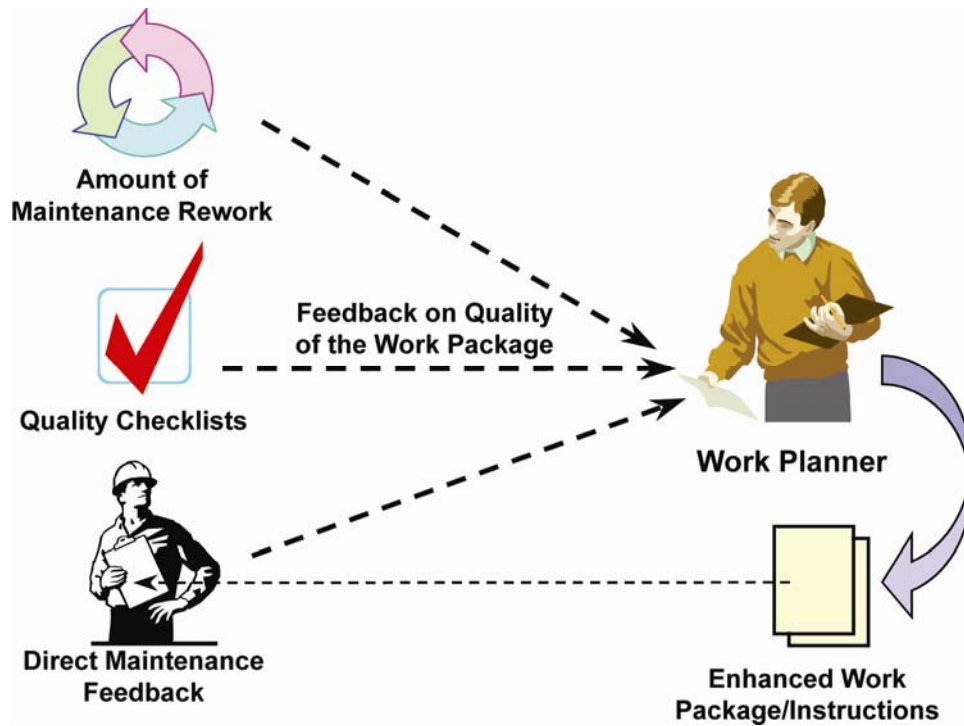 Amount of
Maintenance Rework
Feedback on Quality
of the Work Package
Quality Checklists
Work Planner
Direct Maintenance
Feedback
Enhanced Work
Package/Instructions